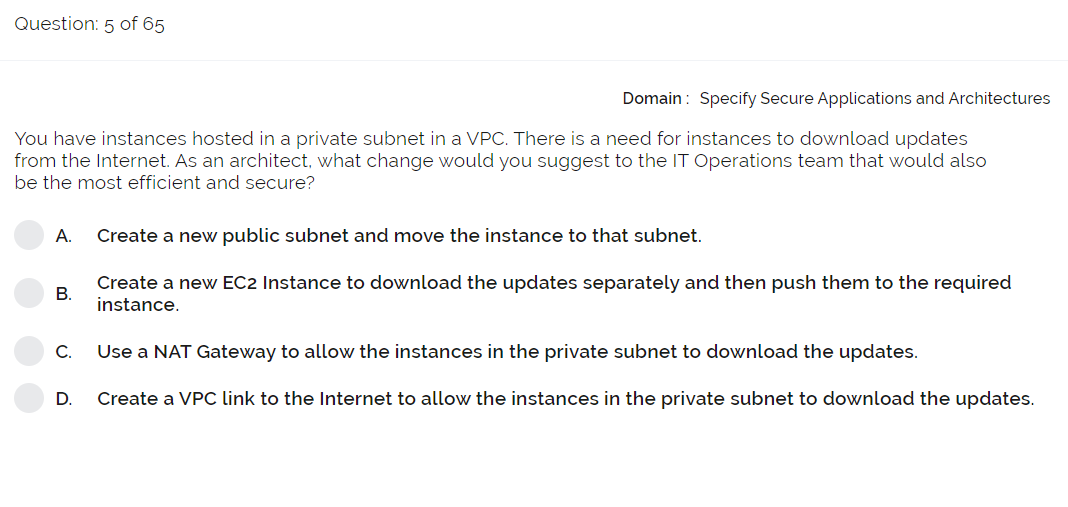 Question: 5 of 65
Domain : Specify Secure Applications and Architectures
You have instances hosted in a private subnet in a VPC. There is a need for instances to download updates
from the Internet. As an architect, what change would you suggest to the IT Operations team that would also
be the most efficient and secure?
A. Create a new public subnet and move the instance to that subnet.
B. Create a new EC2 Instance to download the updates separately and then push them to the required
instance.
C. Use a NAT Gateway to allow the instances in the private subnet to download the updates.
D. Create a VPC link to the Internet to allow the instances in the private subnet to download the updates.